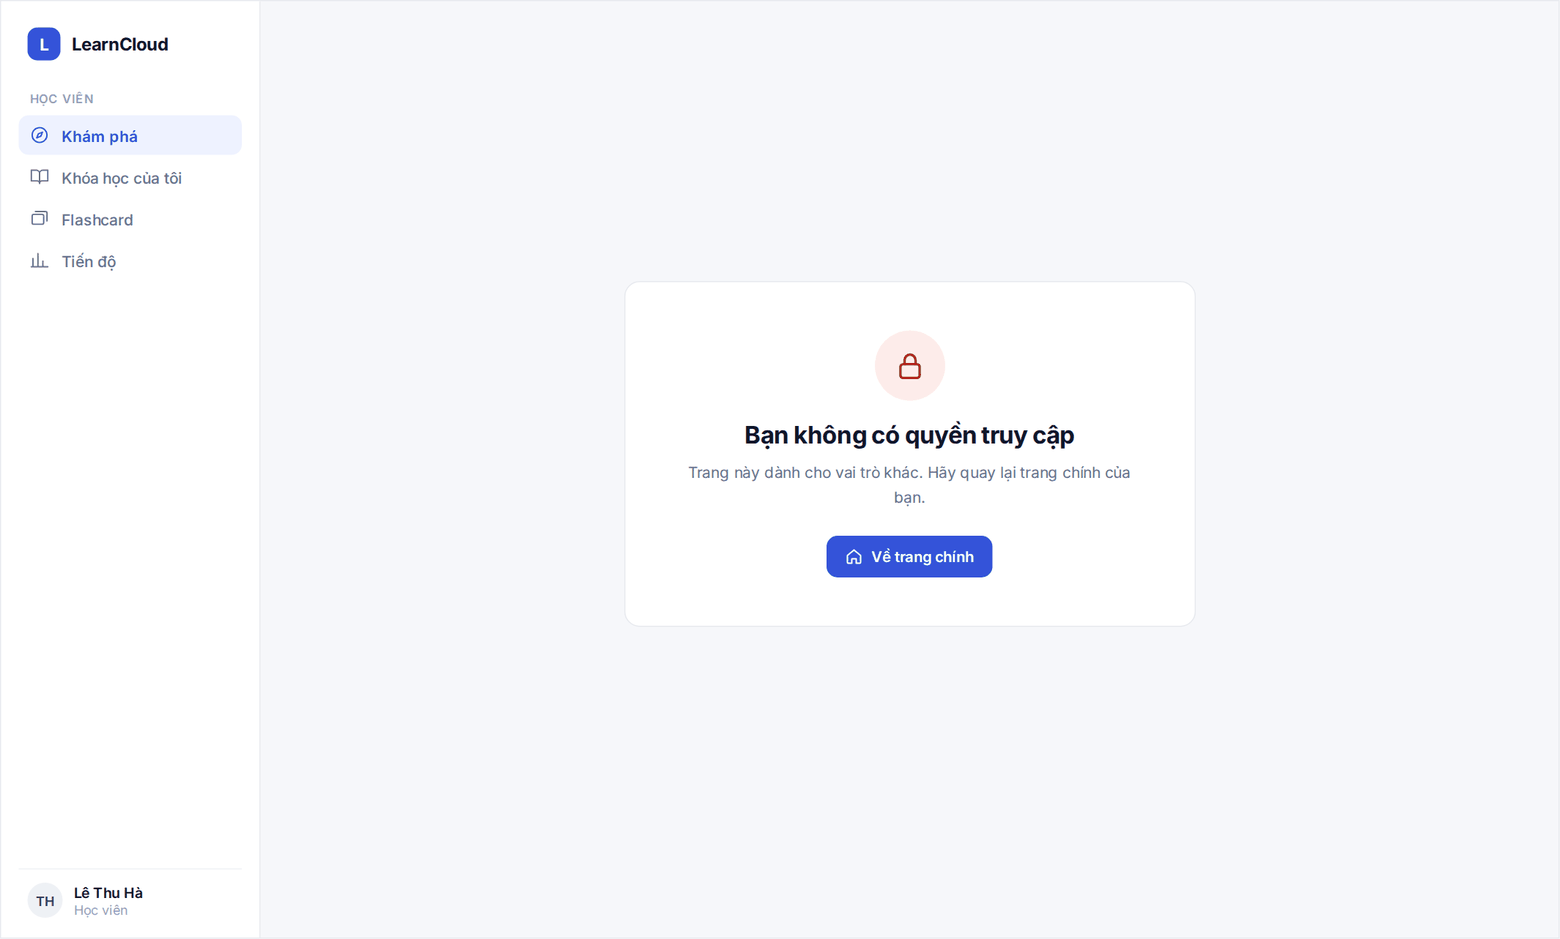 L LearnCloud
HỌC VIÊN
Khám phá
Khóa học của tôi
Flashcard
Tiến độ
Bạn không có quyền truy cập
Trang này dành cho vai trò khác. Hãy quay lại trang chính của
bạn.
Về trang chính
TH
Lê Thu Hà
Học viên